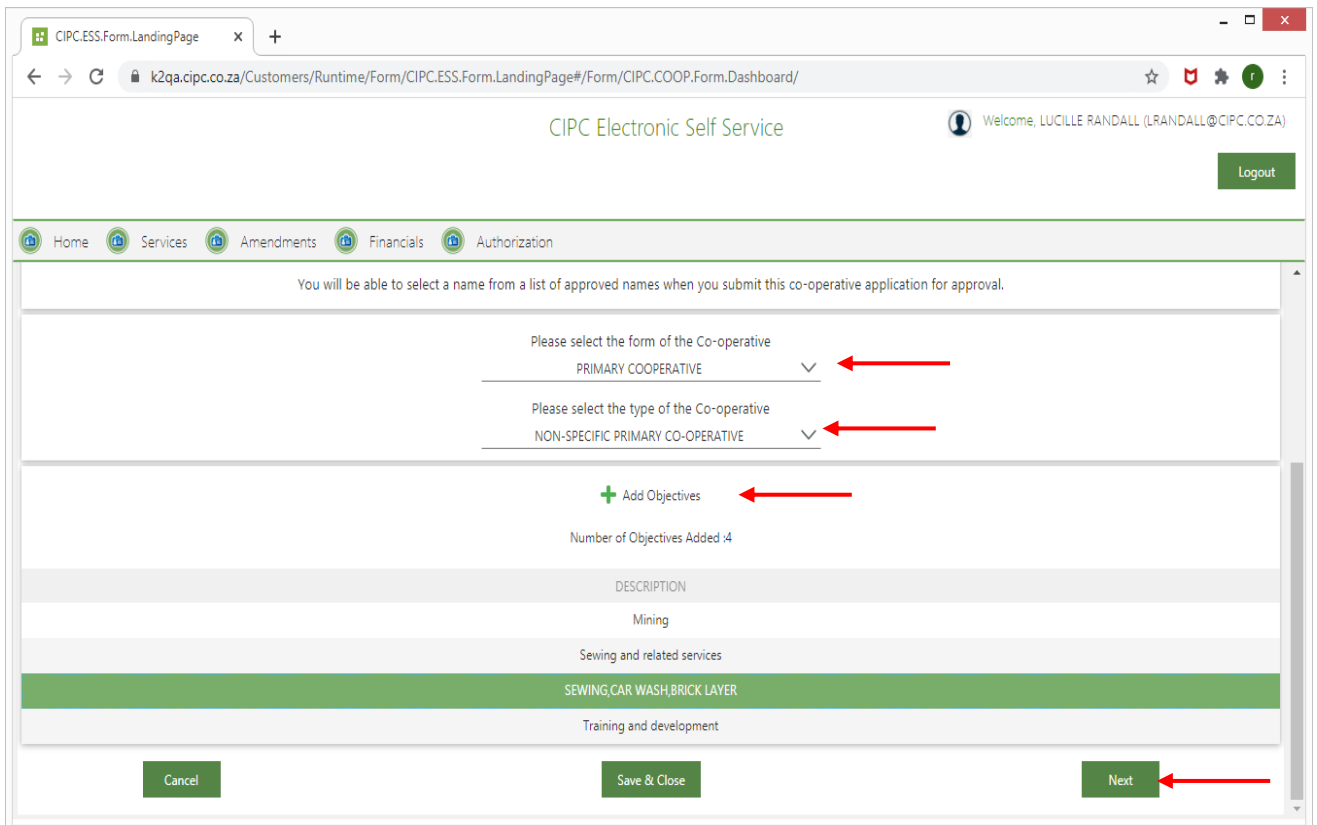 CIPC.ESS.Form.LandingPage
k2qa.cipc.co.za/Customers/Runtime/Form/CIPC.ESS.Form.LandingPage#/Form/CIPC.COOP.Form.Dashboard/
r
CIPC Electronic Self Service
Welcome, LUCILLE RANDALL (LRANDALL@CIPC.CO.ZA)
Logout
Home Services Amendments Financials Authorization
You will be able to select a name from a list of approved names when you submit this co-operative application for approval.
Please select the form of the Co-operative
PRIMARY COOPERATIVE
Please select the type of the Co-operative
NON-SPECIFIC PRIMARY CO-OPERATIVE
Add Objectives
Number of Objectives Added :4
DESCRIPTION
Mining
Sewing and related services
SEWING,CAR WASH,BRICK LAYER
Training and development
Cancel Save & Close Next